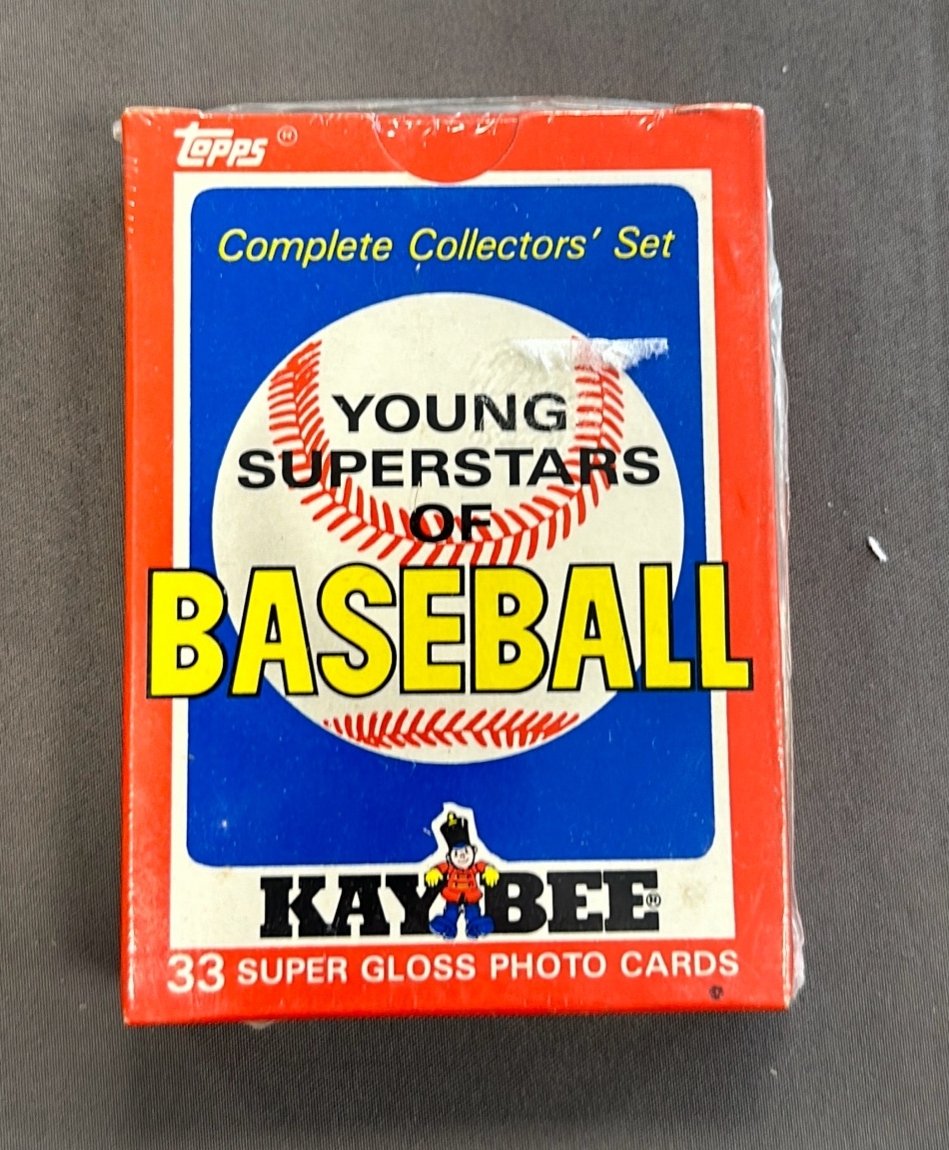 Topps®
Complete Collectors' Set
YOUNG
SUPERSTARS
OF
BASEBALL
KAY BEE®
33 SUPER GLOSS PHOTO CARDS